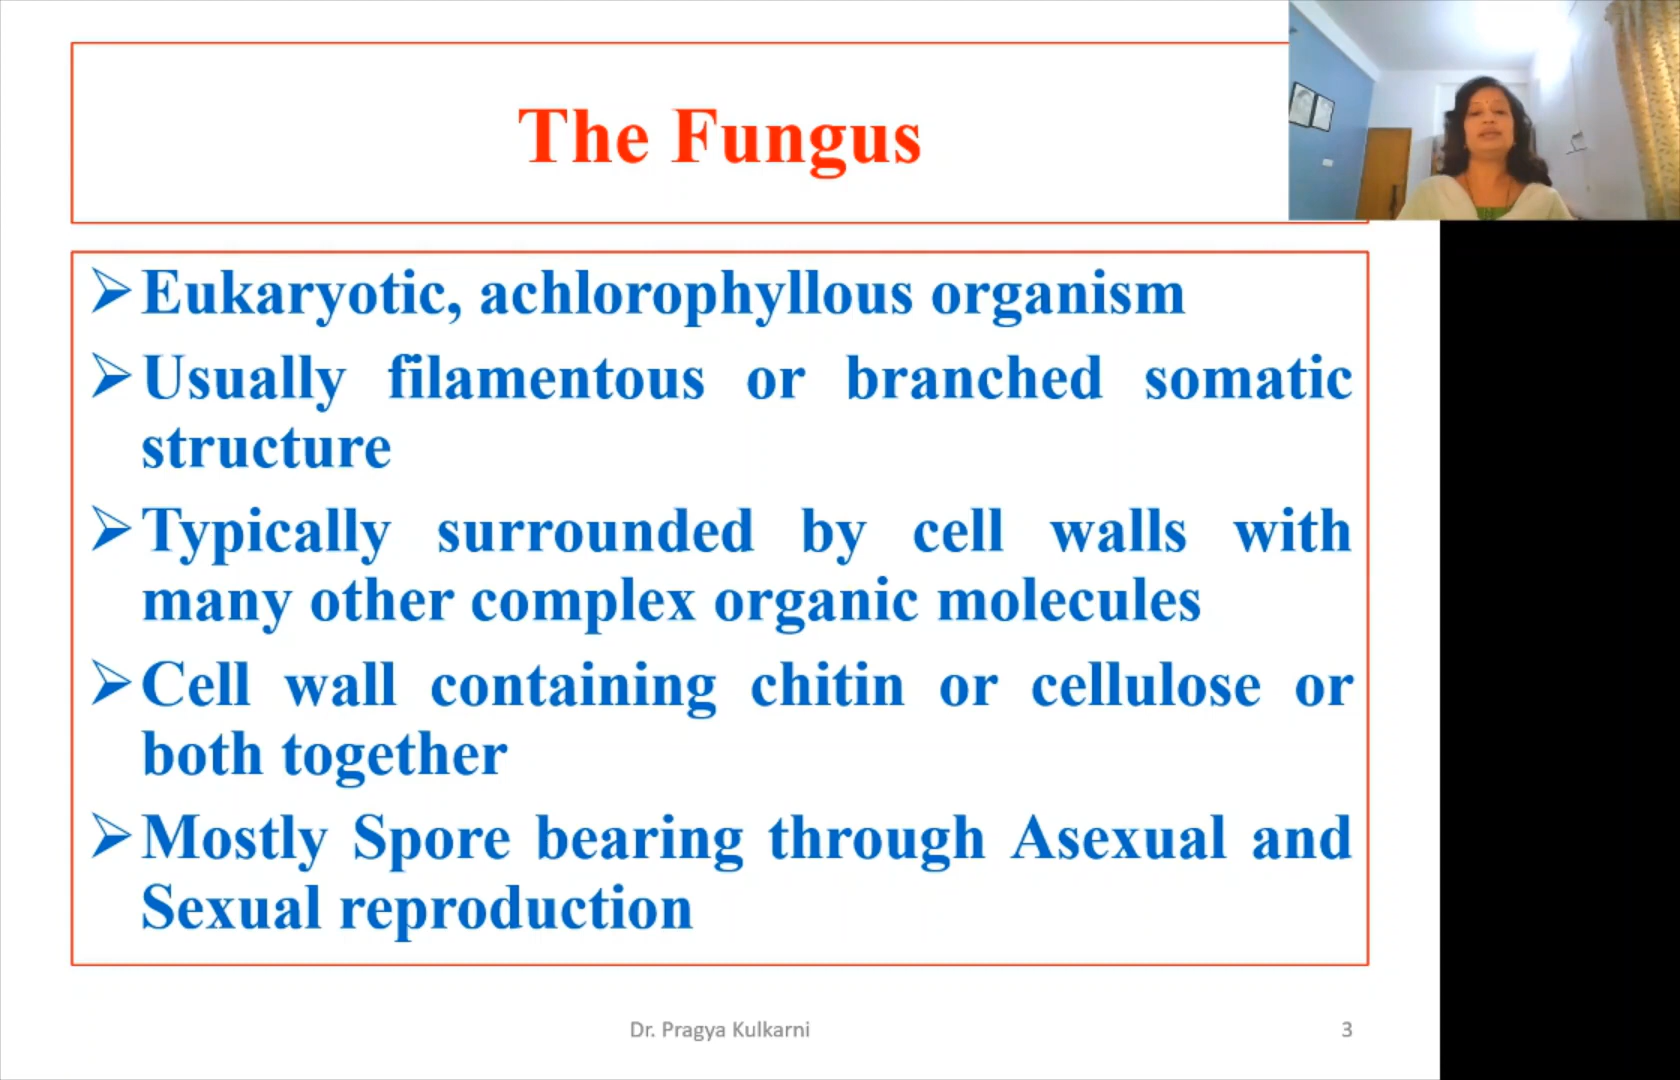 The Fungus
➢Eukaryotic, achlorophyllous organism
➢Usually filamentous or branched somatic
structure
➢Typically surrounded by cell walls with
many other complex organic molecules
➢Cell wall containing chitin or cellulose or
both together
➢Mostly Spore bearing through Asexual and
Sexual reproduction
Dr. Pragya Kulkarni
3